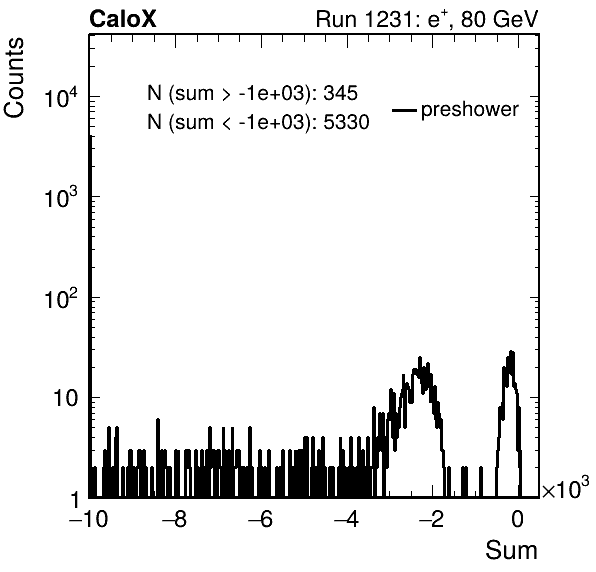 CaloX Run 1231: e⁺, 80 GeV
Counts
N (sum > -1e+03): 345
N (sum < -1e+03): 5330
preshower
10⁴
10³
10²
10
1
−10 −8 −6 −4 −2 0
×10³
Sum